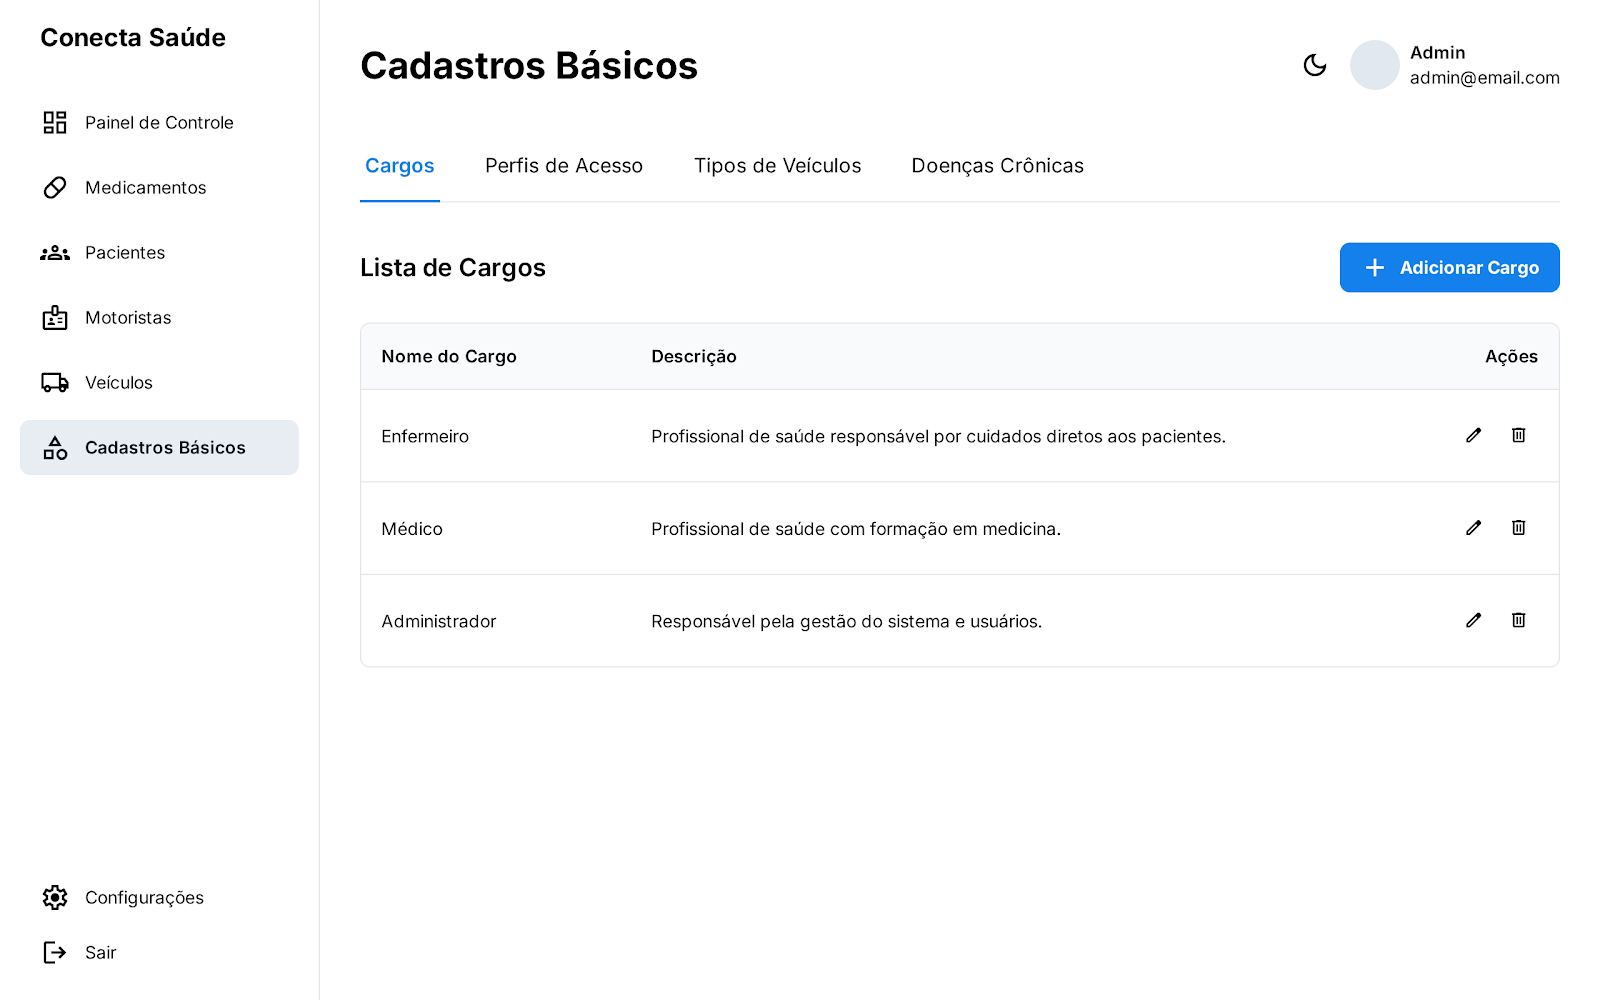 Conecta Saúde
Painel de Controle
Medicamentos
Pacientes
Motoristas
Veículos
Cadastros Básicos
Configurações
Sair
Cadastros Básicos
Admin
admin@email.com
Cargos
Perfis de Acesso
Tipos de Veículos
Doenças Crônicas
Lista de Cargos
Adicionar Cargo
Nome do Cargo Descrição Ações
Enfermeiro Profissional de saúde responsável por cuidados diretos aos pacientes.
Médico Profissional de saúde com formação em medicina.
Administrador Responsável pela gestão do sistema e usuários.